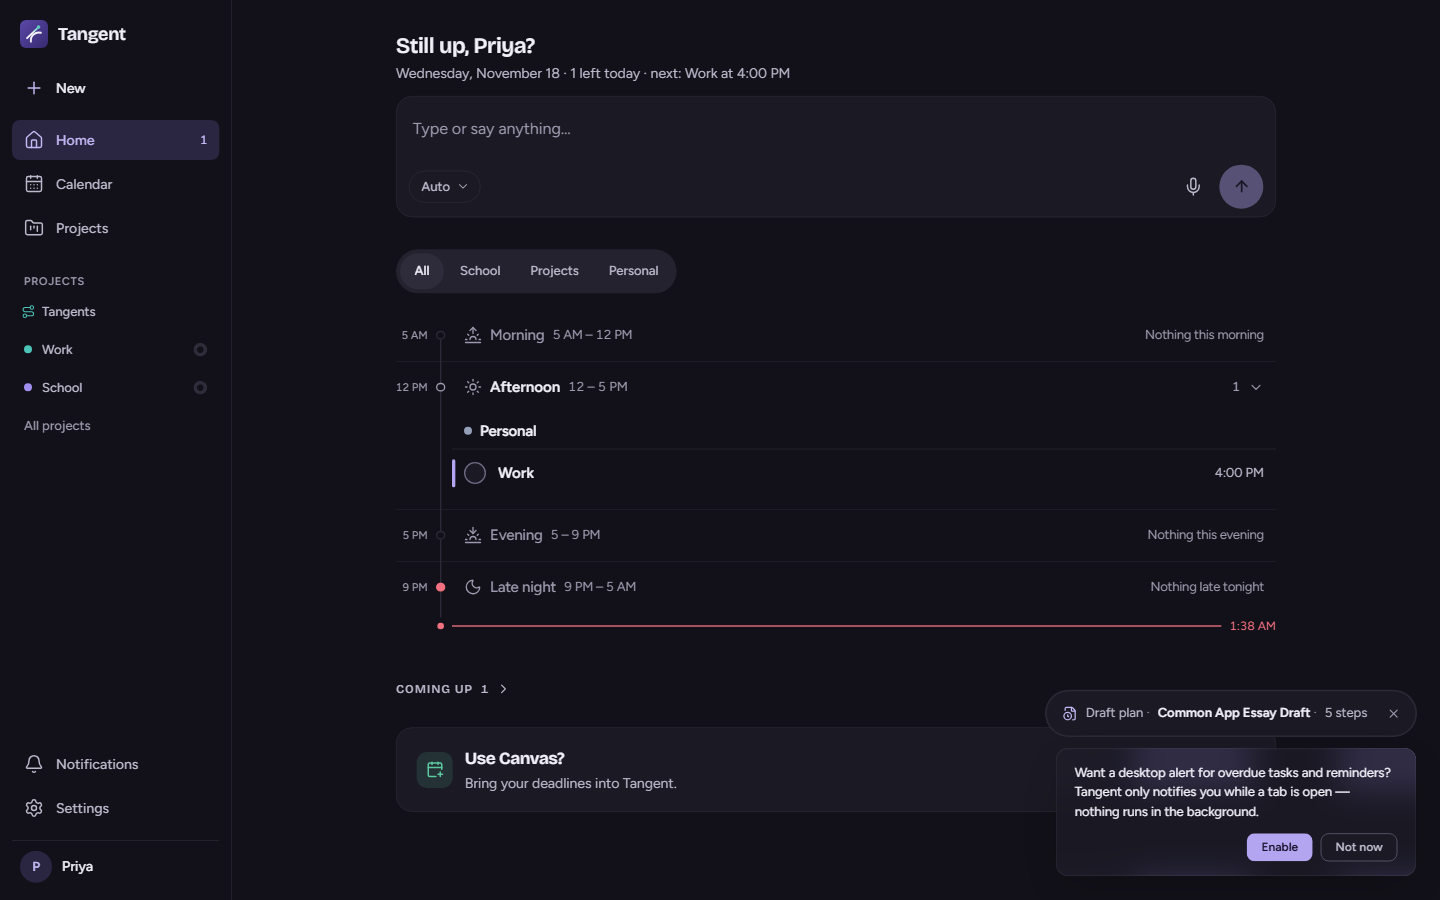 Tangent
New
Home 1
Calendar
Projects
PROJECTS
Tangents
Work
School
All projects
Notifications
Settings
P Priya
Still up, Priya?
Wednesday, November 18 · 1 left today · next: Work at 4:00 PM
Type or say anything...
Auto
All School Projects Personal
5 AM Morning 5 AM – 12 PM Nothing this morning
12 PM Afternoon 12 – 5 PM 1
Personal
Work 4:00 PM
5 PM Evening 5 – 9 PM Nothing this evening
9 PM Late night 9 PM – 5 AM Nothing late tonight
1:38 AM
COMING UP 1
Use Canvas?
Bring your deadlines into Tangent.
Draft plan · Common App Essay Draft · 5 steps
Want a desktop alert for overdue tasks and reminders?
Tangent only notifies you while a tab is open —
nothing runs in the background.
Enable Not now